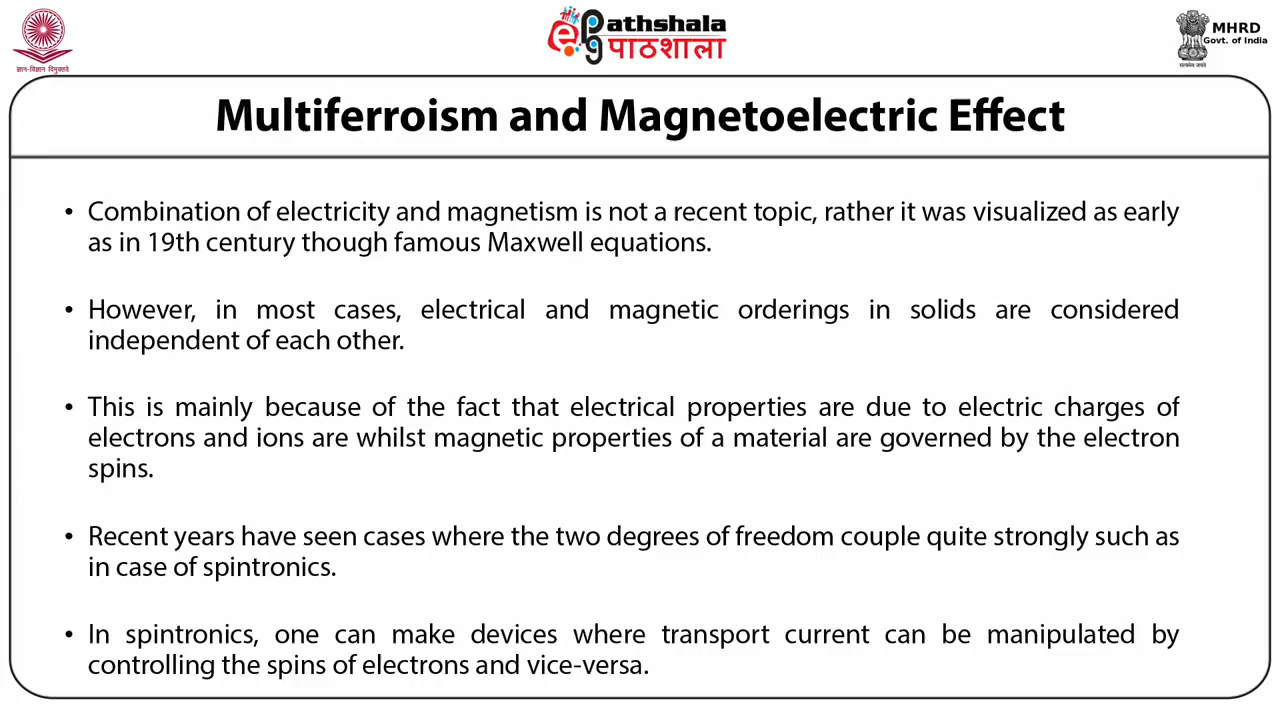 ज्ञान-विज्ञान विमुक्तये
ePG Pathshala
पाठशाला
MHRD
Govt. of India
सत्यमेव जयते
Multiferroism and Magnetoelectric Effect
• Combination of electricity and magnetism is not a recent topic, rather it was visualized as early
as in 19th century though famous Maxwell equations.
• However, in most cases, electrical and magnetic orderings in solids are considered
independent of each other.
• This is mainly because of the fact that electrical properties are due to electric charges of
electrons and ions are whilst magnetic properties of a material are governed by the electron
spins.
• Recent years have seen cases where the two degrees of freedom couple quite strongly such as
in case of spintronics.
• In spintronics, one can make devices where transport current can be manipulated by
controlling the spins of electrons and vice-versa.